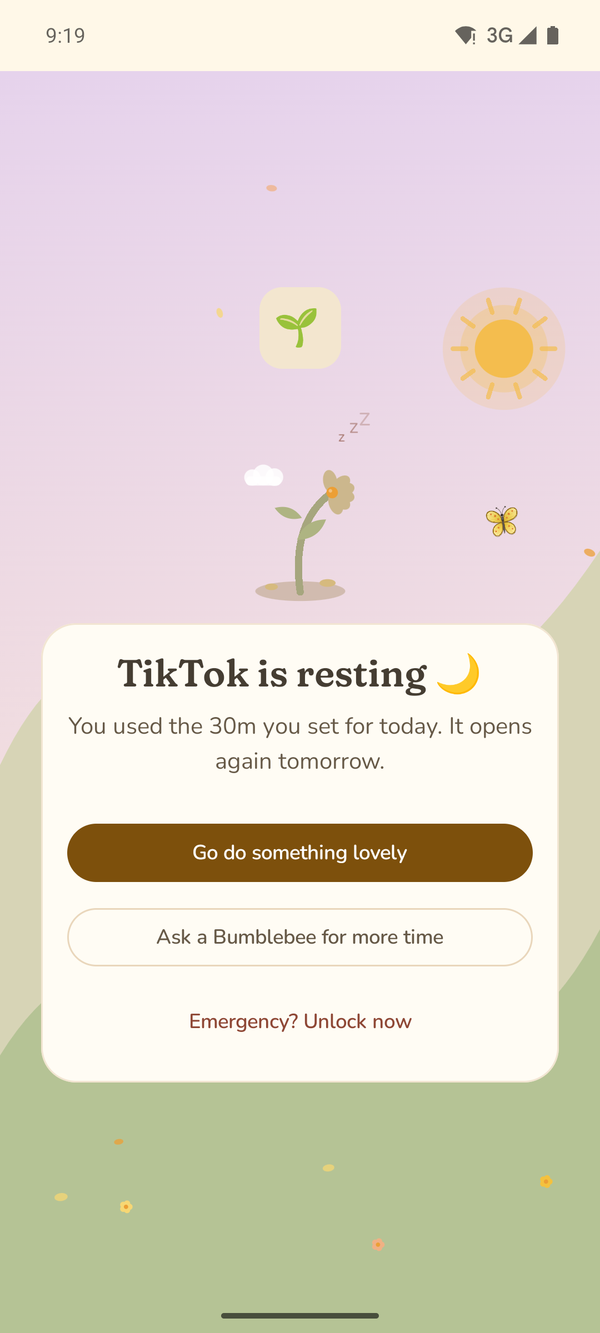 9:19
3G
z z Z
TikTok is resting 🌙
You used the 30m you set for today. It opens
again tomorrow.
Go do something lovely
Ask a Bumblebee for more time
Emergency? Unlock now